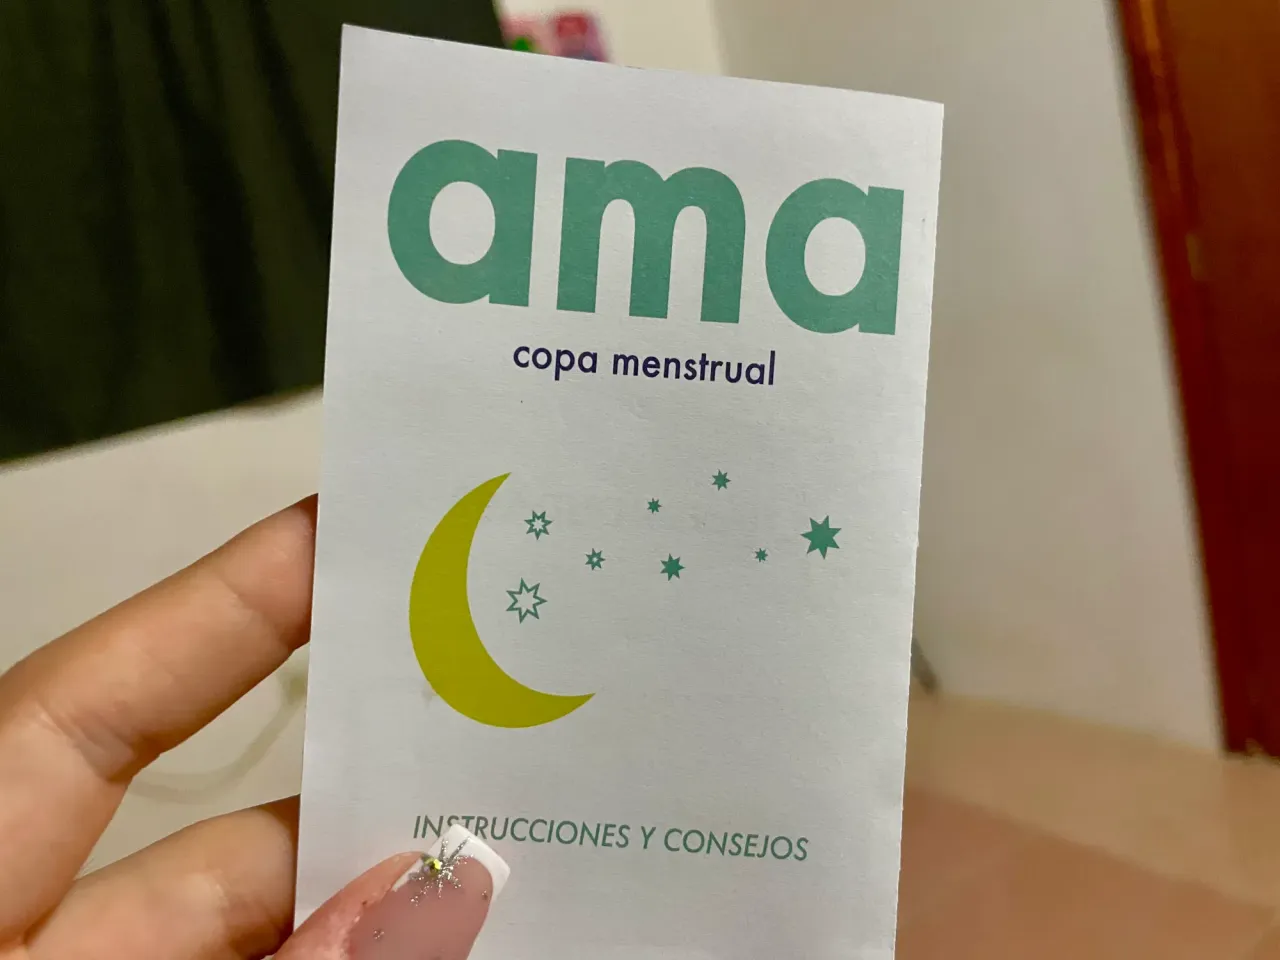 ama
copa menstrual
INSTRUCCIONES Y CONSEJOS